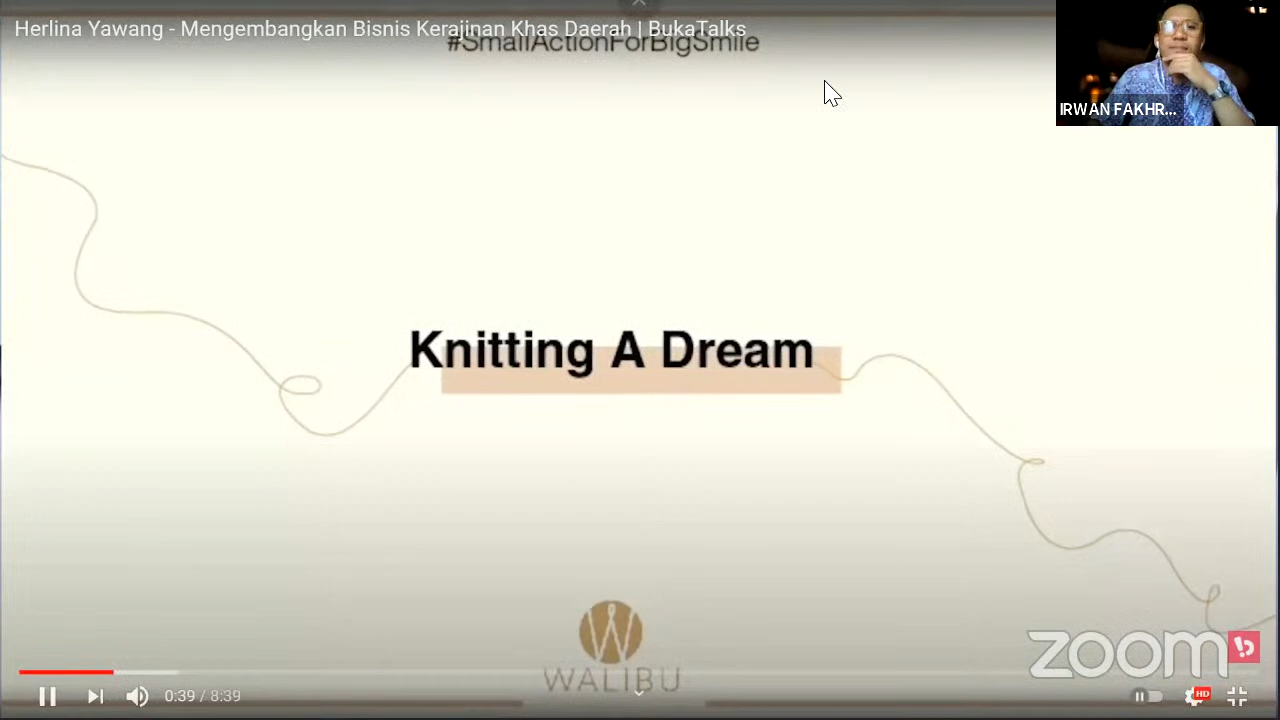 Herlina Yawang - Mengembangkan Bisnis Kerajinan Khas Daerah | BukaTalks
#SmallActionForBigSmile
IRWAN FAKHR...
Knitting A Dream
W
WALIBU
zoom
0:39 / 8:39
HD